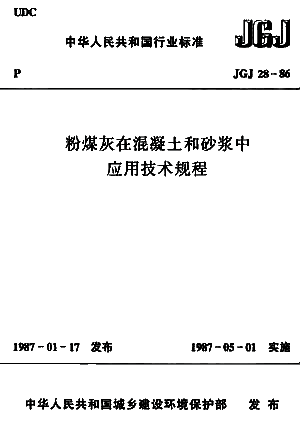 UDC
中华人民共和国行业标准 JGJ
P JGJ 28-86
粉煤灰在混凝土和砂浆中
应用技术规程
1987-01-17 发布 1987-05-01 实施
中华人民共和国城乡建设环境保护部 发布